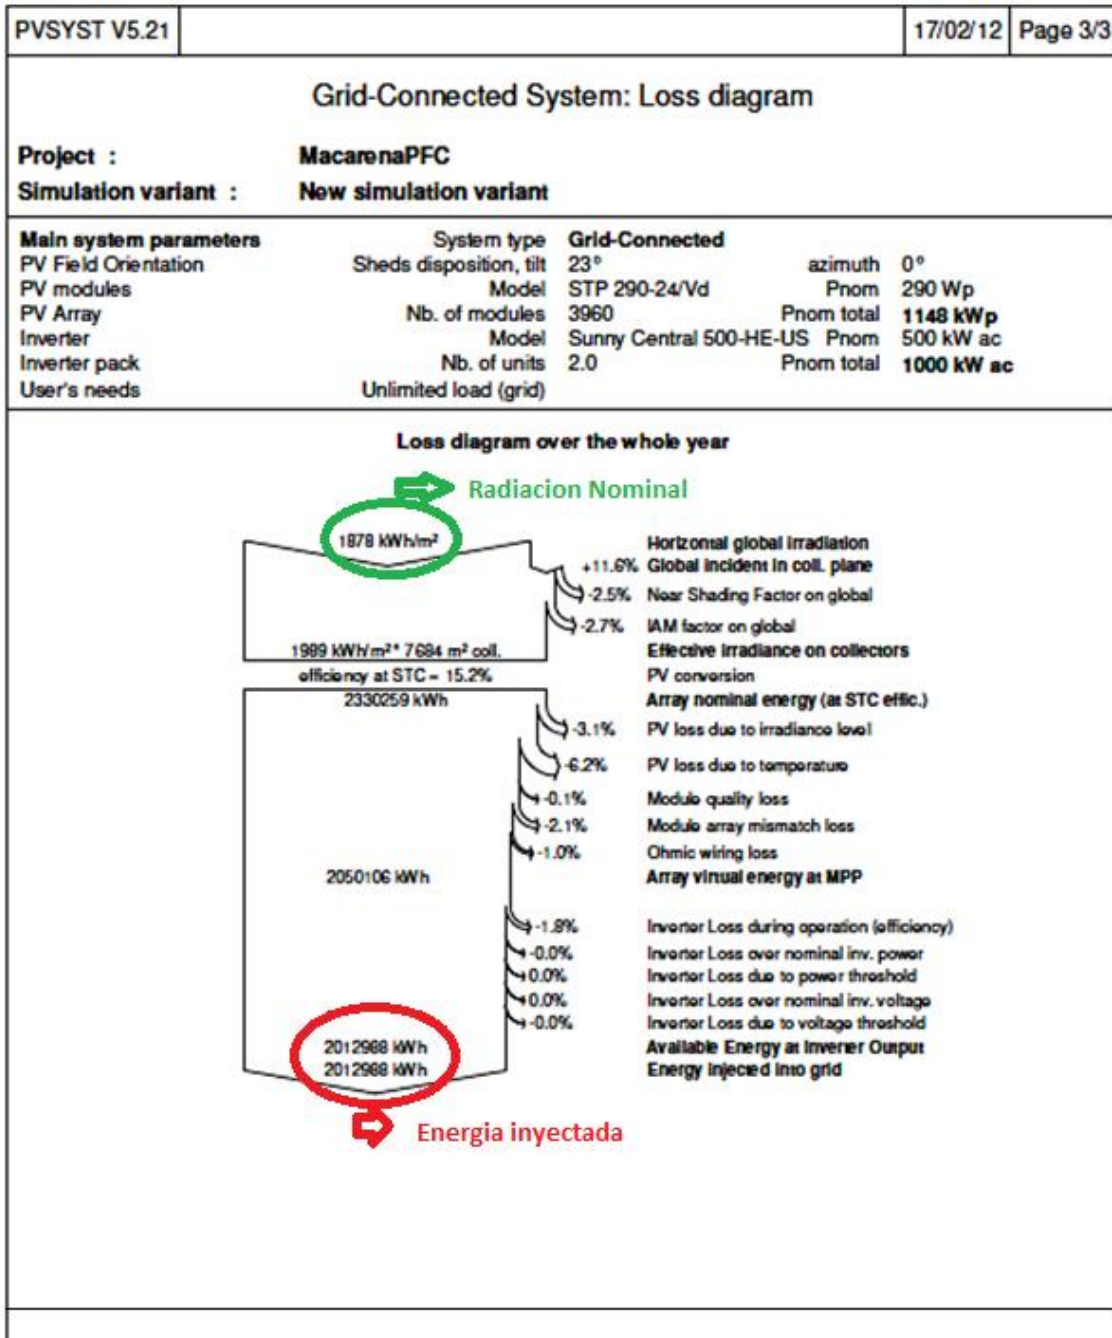 PVSYST V5.21 17/02/12 Page 3/3
Grid-Connected System: Loss diagram
Project : MacarenaPFC
Simulation variant : New simulation variant
Main system parameters System type Grid-Connected
PV Field Orientation Sheds disposition, tilt 23° azimuth 0°
PV modules Model STP 290-24/Vd Pnom 290 Wp
PV Array Nb. of modules 3960 Pnom total 1148 kWp
Inverter Model Sunny Central 500-HE-US Pnom 500 kW ac
Inverter pack Nb. of units 2.0 Pnom total 1000 kW ac
User's needs Unlimited load (grid)
Loss diagram over the whole year
Radiacion Nominal
1878 kWh/m² Horizontal global irradiation
+11.6% Global incident in coll. plane
-2.5% Near Shading Factor on global
-2.7% IAM factor on global
1989 kWh/m² * 7684 m² coll. Effective irradiance on collectors
efficiency at STC = 15.2% PV conversion
2330259 kWh Array nominal energy (at STC effic.)
-3.1% PV loss due to irradiance level
-6.2% PV loss due to temperature
-0.1% Module quality loss
-2.1% Module array mismatch loss
-1.0% Ohmic wiring loss
2050106 kWh Array virtual energy at MPP
-1.8% Inverter Loss during operation (efficiency)
-0.0% Inverter Loss over nominal inv. power
0.0% Inverter Loss due to power threshold
0.0% Inverter Loss over nominal inv. voltage
-0.0% Inverter Loss due to voltage threshold
2012988 kWh Available Energy at Inverter Output
2012988 kWh Energy injected into grid
Energia inyectada